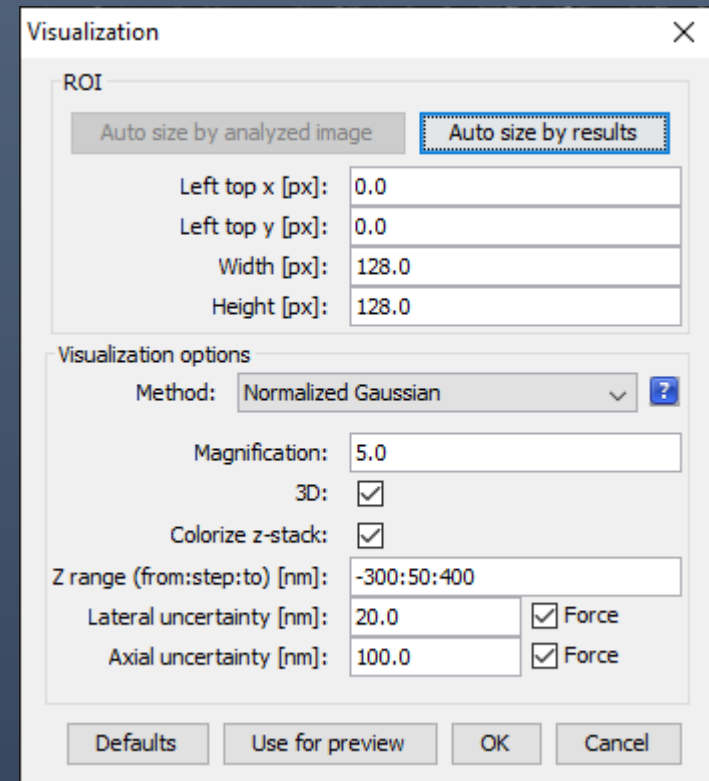 Visualization
ROI
Auto size by analyzed image Auto size by results
Left top x [px]: 0.0
Left top y [px]: 0.0
Width [px]: 128.0
Height [px]: 128.0
Visualization options
Method: Normalized Gaussian ?
Magnification: 5.0
3D:
Colorize z-stack:
Z range (from:step:to) [nm]: -300:50:400
Lateral uncertainty [nm]: 20.0 Force
Axial uncertainty [nm]: 100.0 Force
Defaults Use for preview OK Cancel